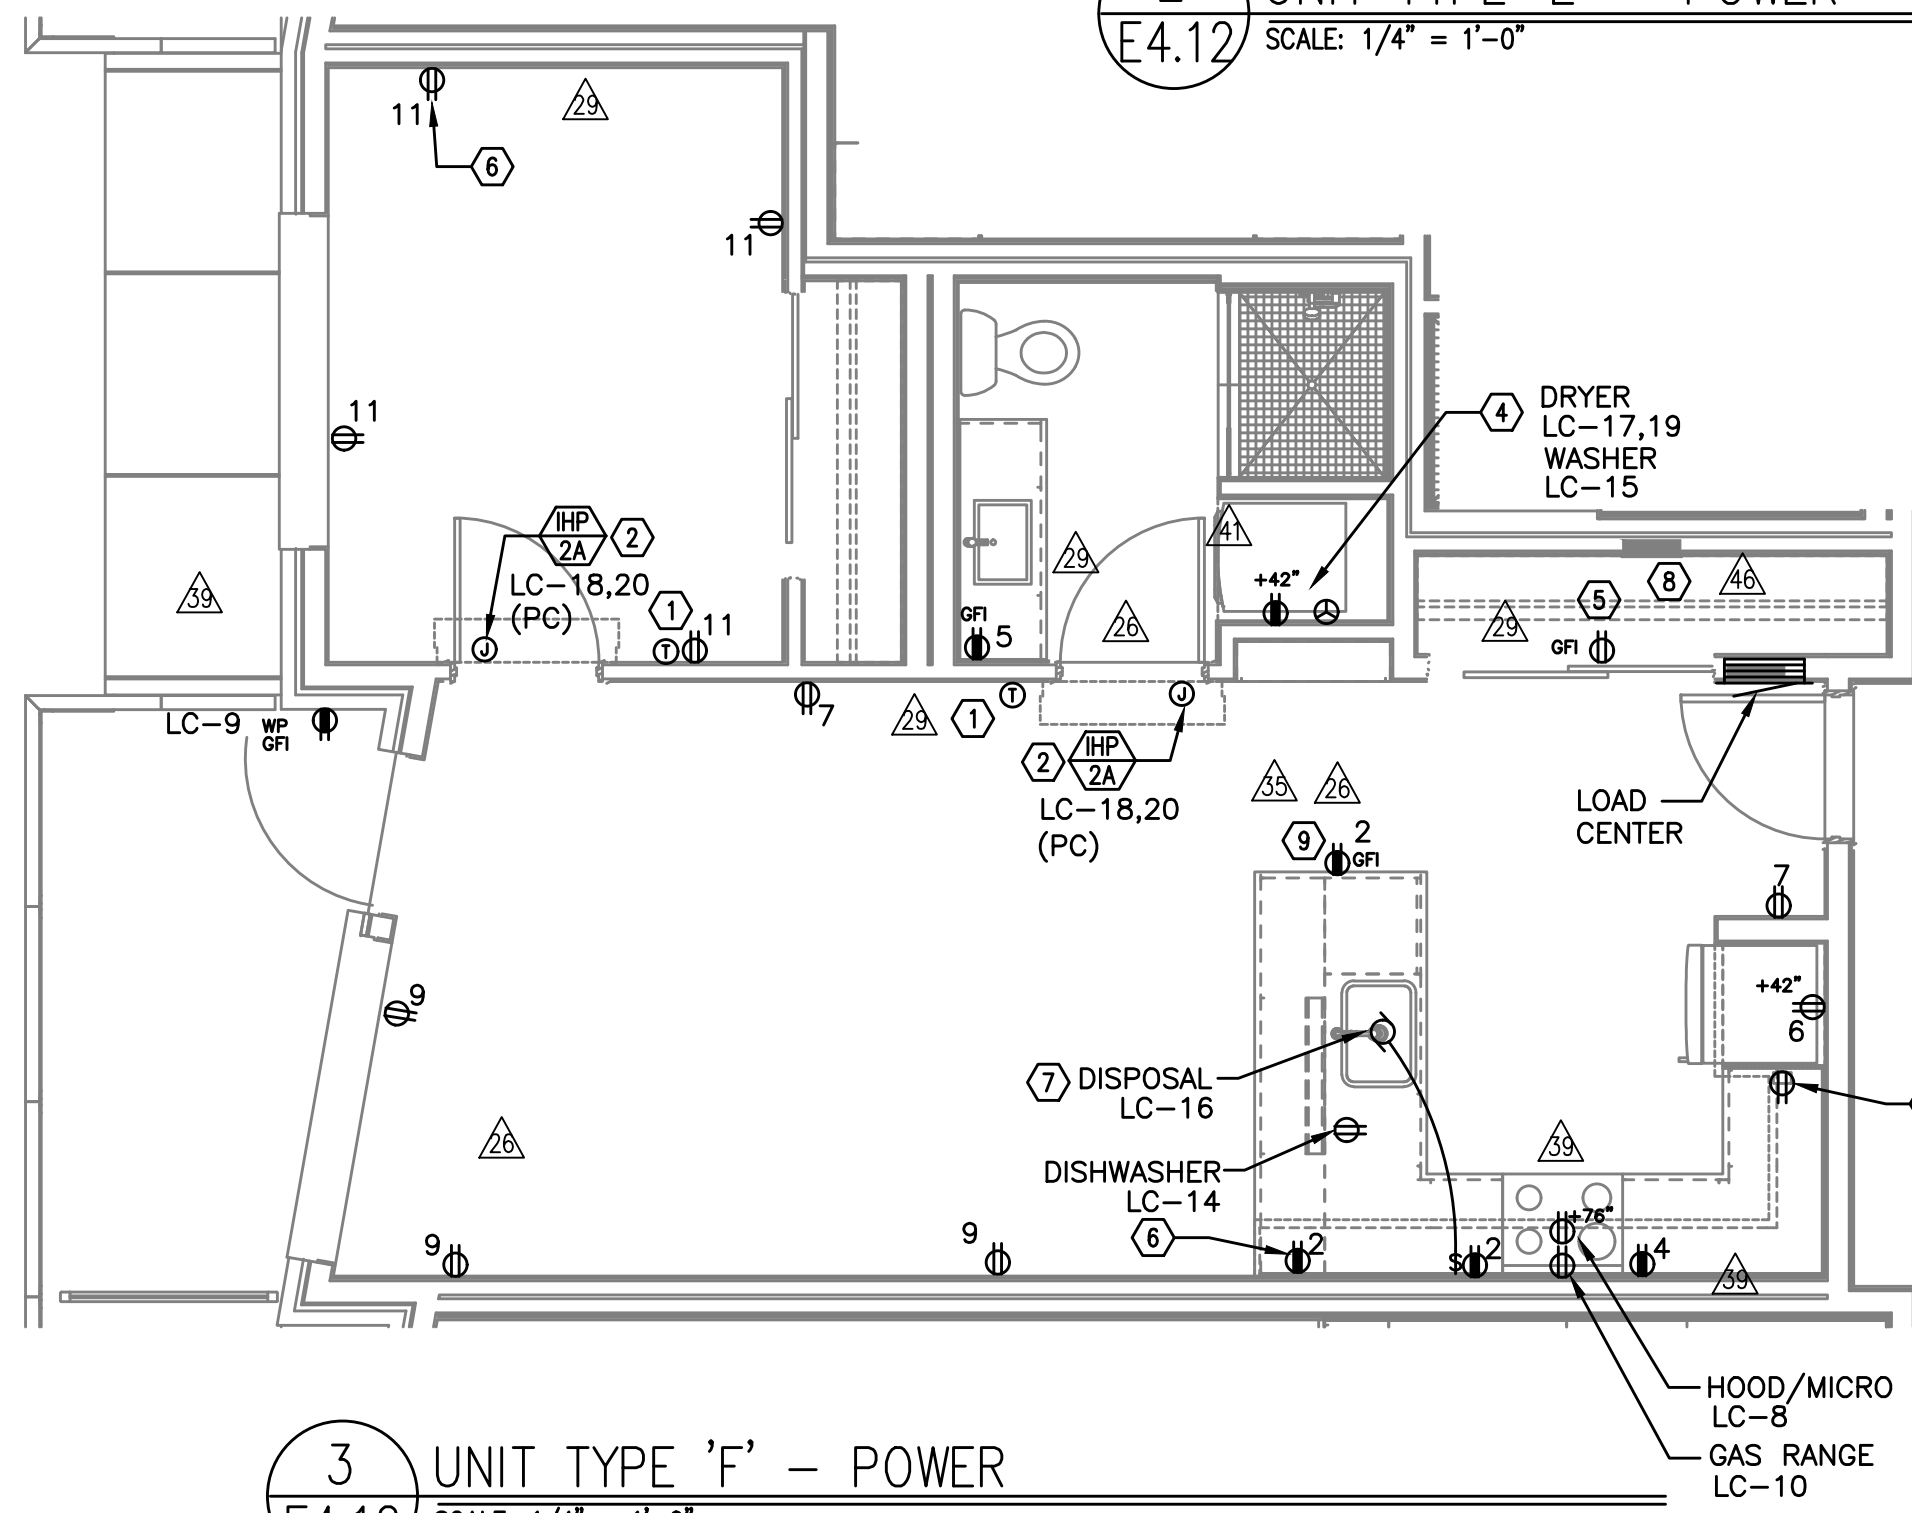 E4.12
SCALE: 1/4" = 1'-0"
11
29
6
11
11
IHP
2A
2
LC-18,20
(PC)
1
11
39
29
GFI
5
26
41
+42"
4
DRYER
LC-17,19
WASHER
LC-15
5
8
46
29
GFI
LC-9
WP
GFI
7
29
1
2
IHP
2A
LC-18,20
(PC)
35
26
9
2
GFI
LOAD
CENTER
7
+42"
6
9
7
DISPOSAL
LC-16
DISHWASHER
LC-14
6
26
39
+76"
9
9
2
$
2
4
39
HOOD/MICRO
LC-8
GAS RANGE
LC-10
3
UNIT TYPE 'F' - POWER